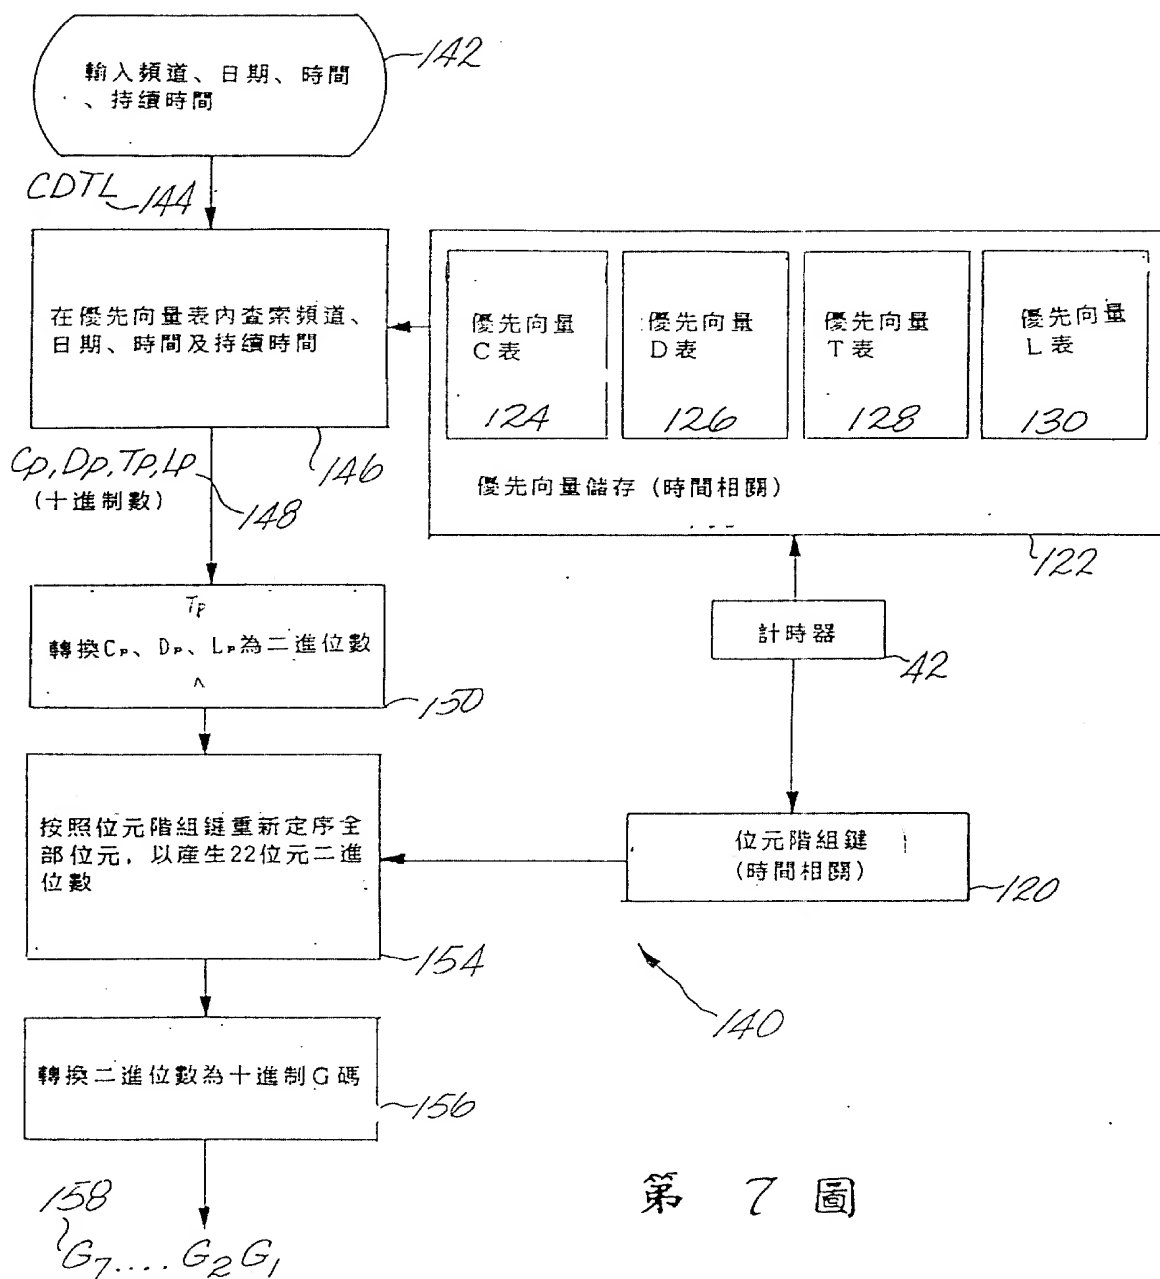 輸入頻道、日期、時間
、持續時間
142
CDTL
144
在優先向量表內查索頻道、
日期、時間及持續時間
146
優先向量
C表
124
優先向量
D表
126
優先向量
T表
128
優先向量
L表
130
優先向量儲存(時間相關)
122
Cp,Dp,Tp,Lp
(十進制數)
148
Tp
轉換Cp、Dp、Lp為二進位數
^
150
計時器
42
按照位元階組鍵重新定序全
部位元,以產生22位元二進
位數
154
位元階組鍵
(時間相關)
120
140
轉換二進位數為十進制G碼
156
158
G7....G2G1
第7圖